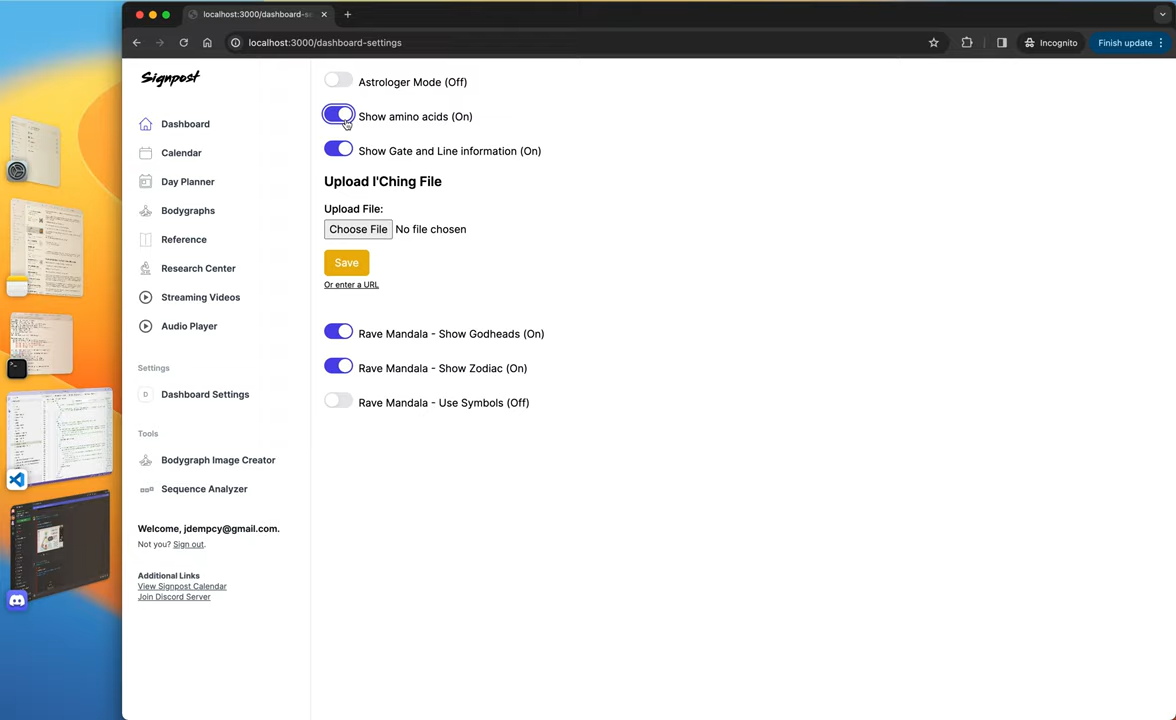 localhost:3000/dashboard-se
localhost:3000/dashboard-settings
Incognito
Finish update
Signpost
Dashboard
Calendar
Day Planner
Bodygraphs
Reference
Research Center
Streaming Videos
Audio Player
Settings
D Dashboard Settings
Tools
Bodygraph Image Creator
Sequence Analyzer
Welcome, jdempcy@gmail.com.
Not you? Sign out.
Additional Links
View Signpost Calendar
Join Discord Server
Astrologer Mode (Off)
Show amino acids (On)
Show Gate and Line information (On)
Upload I'Ching File
Upload File:
Choose File No file chosen
Save
Or enter a URL
Rave Mandala - Show Godheads (On)
Rave Mandala - Show Zodiac (On)
Rave Mandala - Use Symbols (Off)